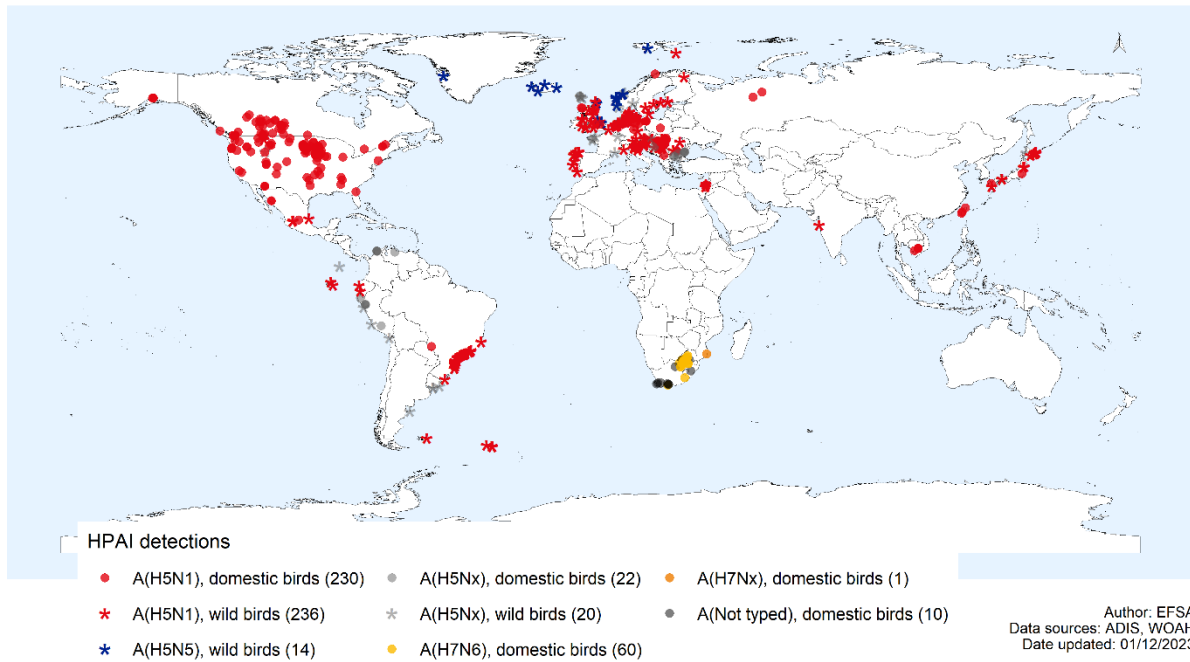 HPAI detections
A(H5N1), domestic birds (230)
A(H5Nx), domestic birds (22)
A(H7Nx), domestic birds (1)
A(H5N1), wild birds (236)
A(H5Nx), wild birds (20)
A(Not typed), domestic birds (10)
A(H5N5), wild birds (14)
A(H7N6), domestic birds (60)
Author: EFSA
Data sources: ADIS, WOAH
Date updated: 01/12/2023